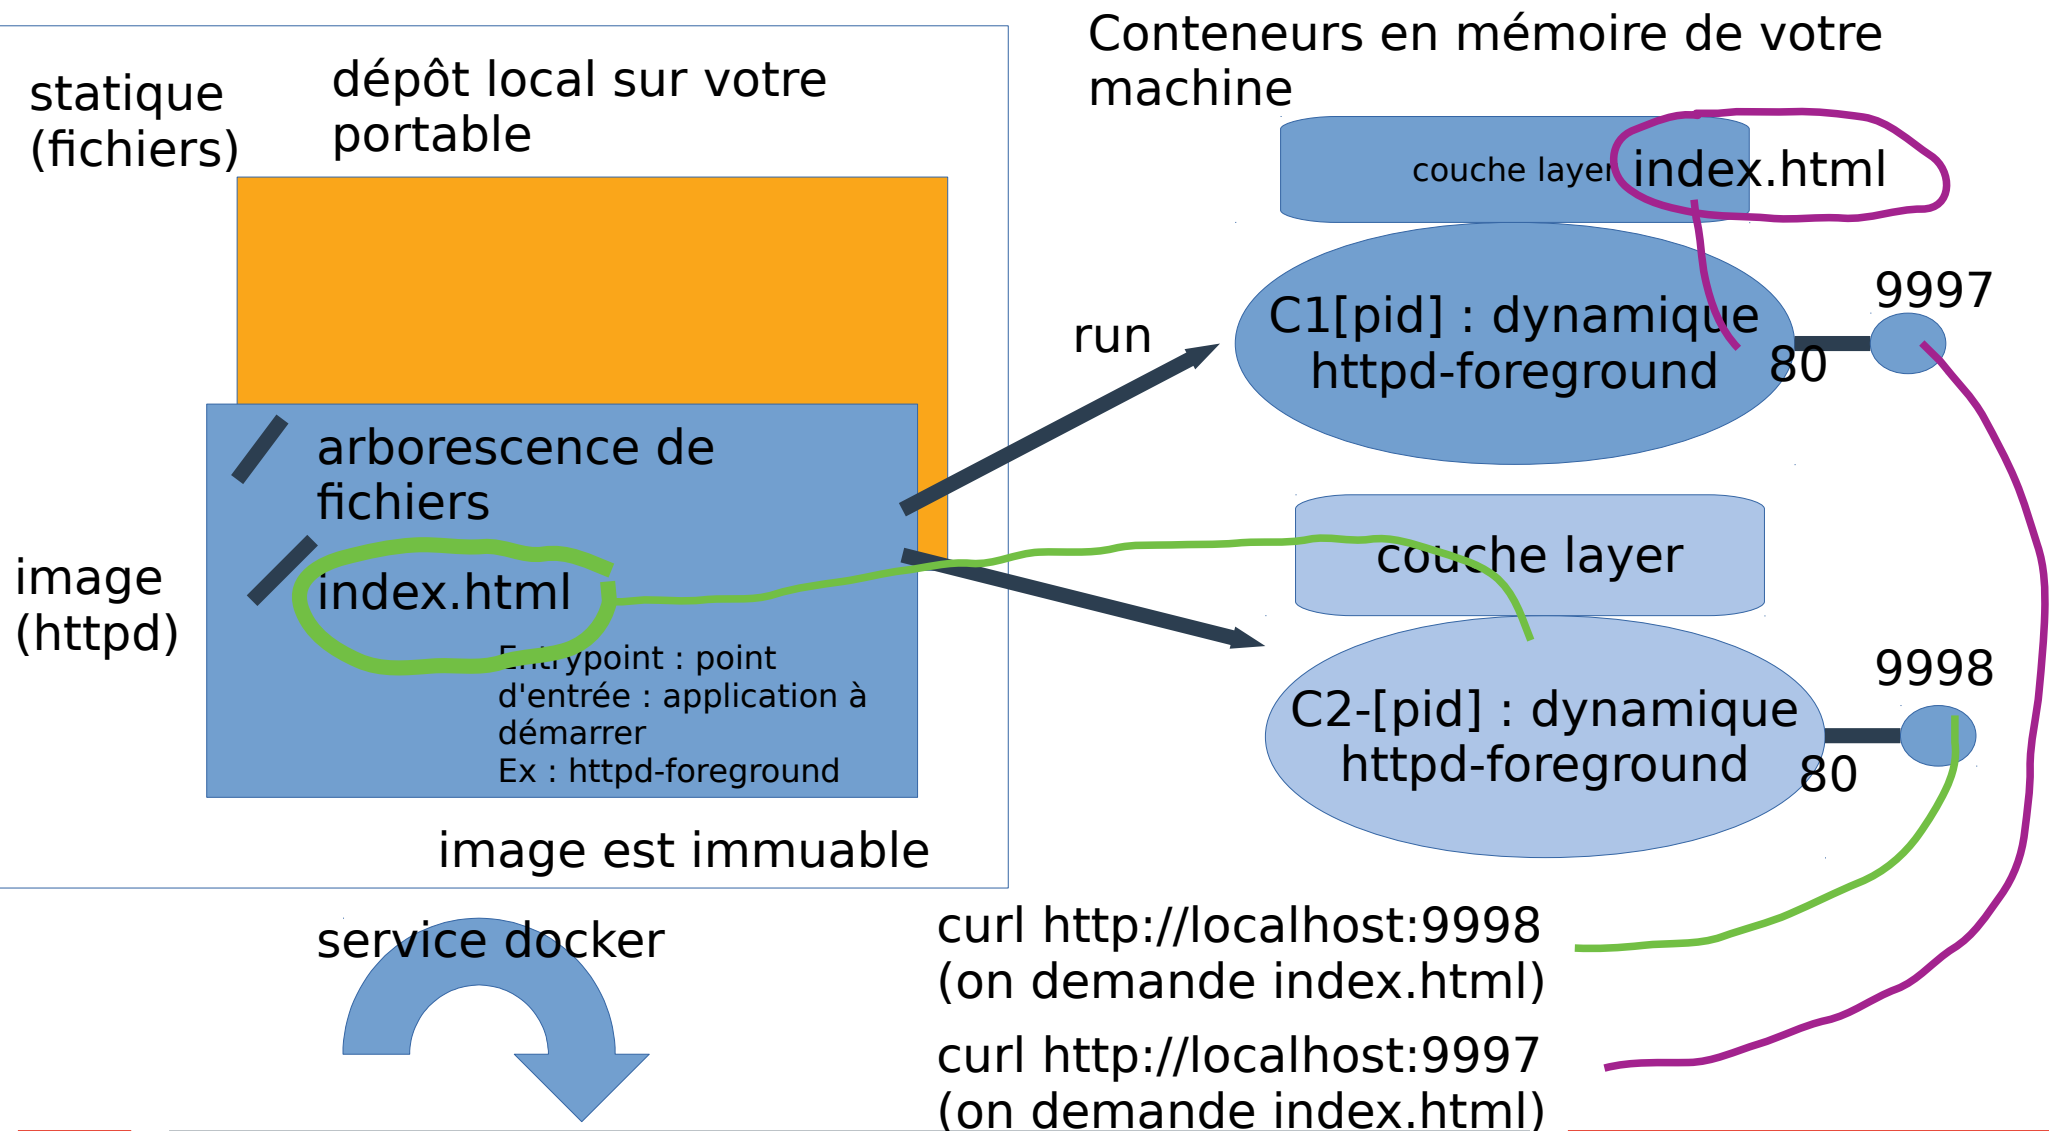 statique
(fichiers)
dépôt local sur votre
portable
arborescence de
fichiers
index.html
Entrypoint : point
d'entrée : application à
démarrer
Ex : httpd-foreground
image
(httpd)
image est immuable
service docker
run
Conteneurs en mémoire de votre
machine
couche layer
index.html
C1[pid] : dynamique
httpd-foreground
80
9997
couche layer
C2-[pid] : dynamique
httpd-foreground
80
9998
curl http://localhost:9998
(on demande index.html)
curl http://localhost:9997
(on demande index.html)